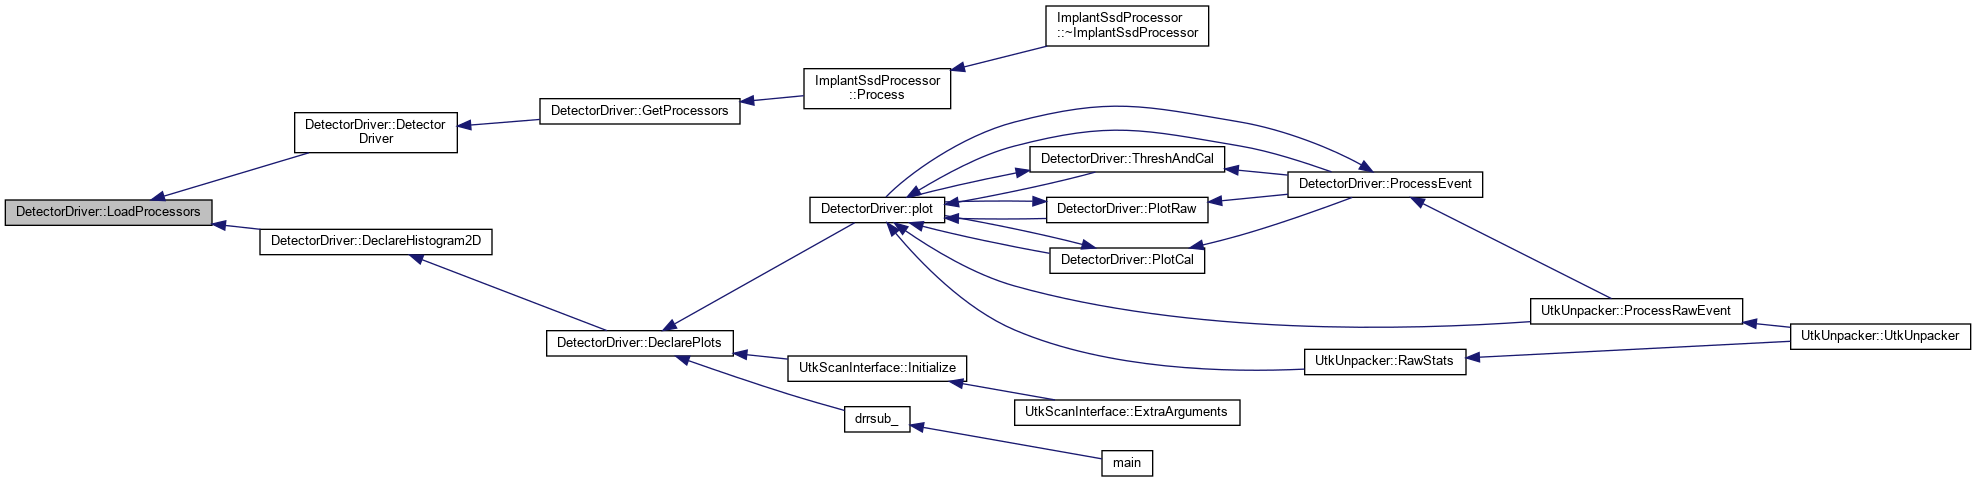 ImplantSsdProcessor
::~ImplantSsdProcessor
ImplantSsdProcessor
::Process
DetectorDriver::GetProcessors
DetectorDriver::Detector
Driver
DetectorDriver::ThreshAndCal
DetectorDriver::ProcessEvent
DetectorDriver::LoadProcessors
DetectorDriver::plot
DetectorDriver::PlotRaw
DetectorDriver::DeclareHistogram2D
DetectorDriver::PlotCal
UtkUnpacker::ProcessRawEvent
UtkUnpacker::UtkUnpacker
DetectorDriver::DeclarePlots
UtkUnpacker::RawStats
UtkScanInterface::Initialize
UtkScanInterface::ExtraArguments
drrsub_
main